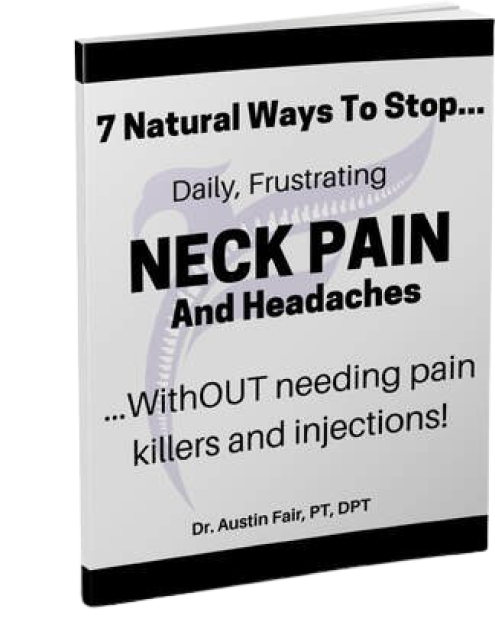 7 Natural Ways To Stop...
Daily, Frustrating
NECK PAIN
And Headaches
...WithOUT needing pain
killers and injections!
Dr. Austin Fair, PT, DPT